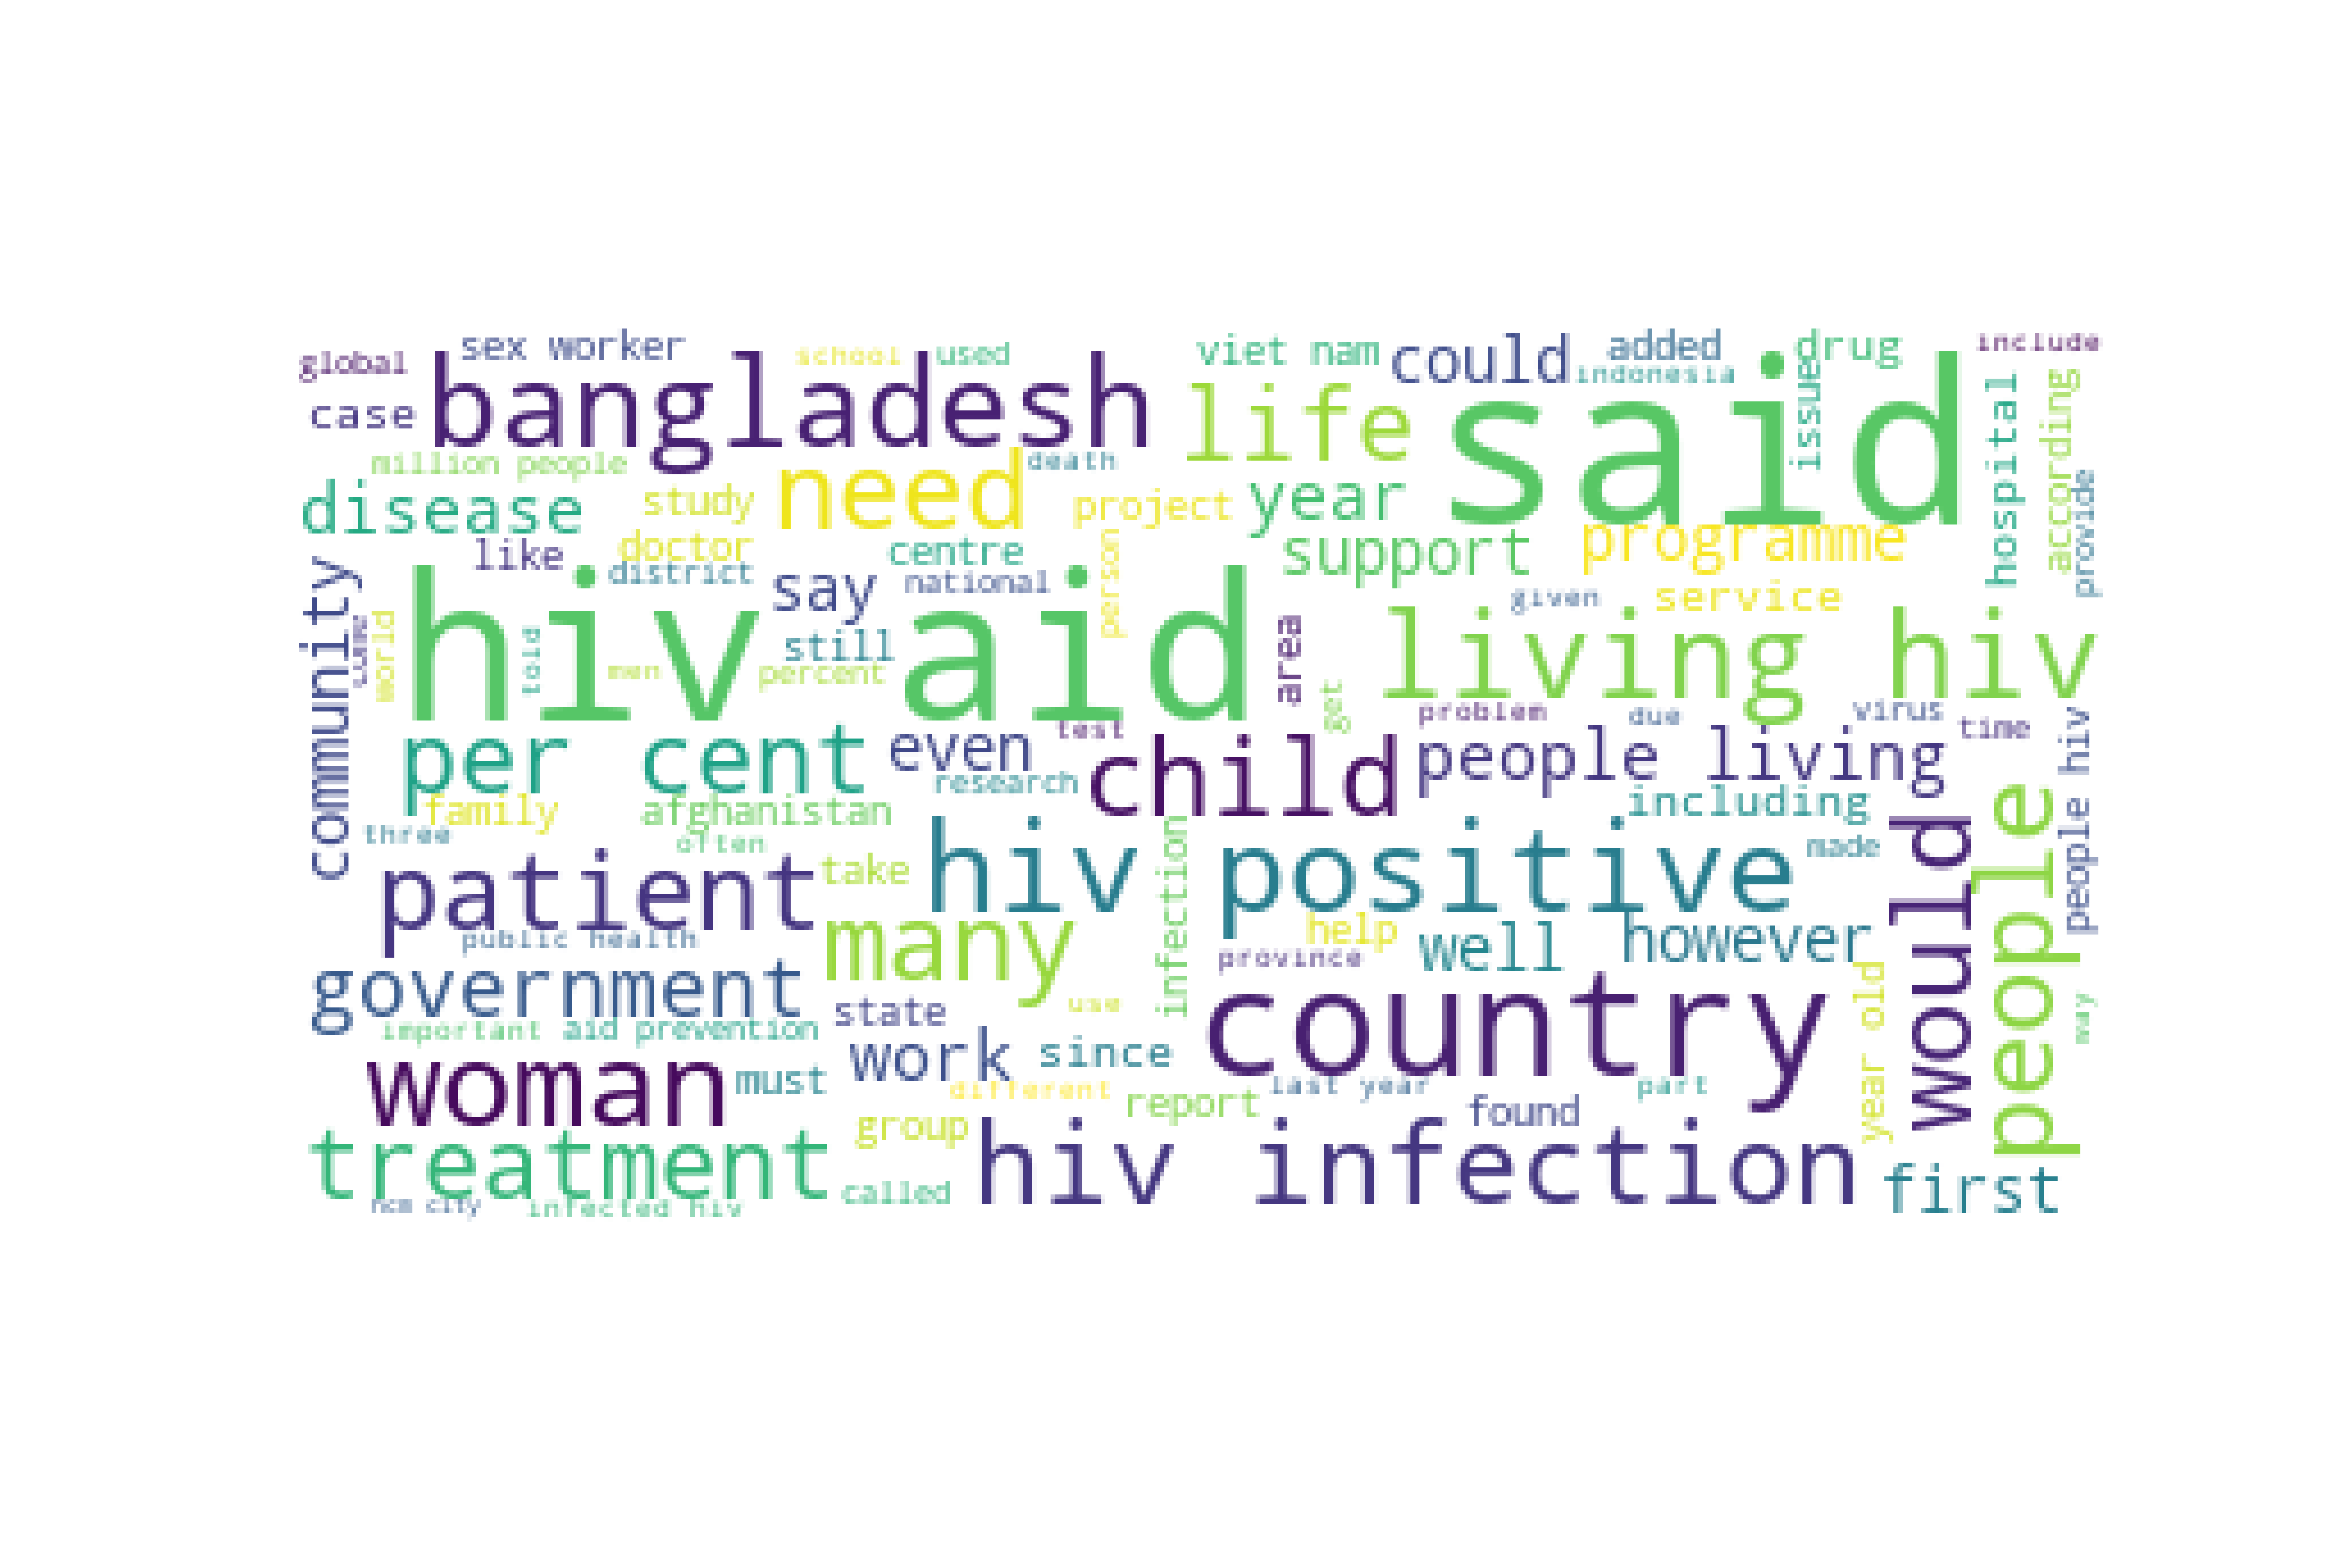 global
sex worker
school
used
viet nam
could
added
drug
include
case
bangladesh
life
indonesia
said
issue
hospital
according
million people
need
death
disease
study
project
year
programme
provide
like
doctor
centre
person
support
community
district
say
national
given
service
world
told
hiv aid
still
men
percent
area
living hiv
get
problem
due
virus
time
per cent
even
test
child
people living
people hiv
research
family
afghanistan
including
three
often
infection
hiv positive
made
would
people
patient
take
public health
many
help
well
however
province
government
state
use
country
year old
way
important
aid prevention
work
since
woman
must
different
last year
part
report
found
group
treatment
hiv infection
first
called
hcm city
infected hiv